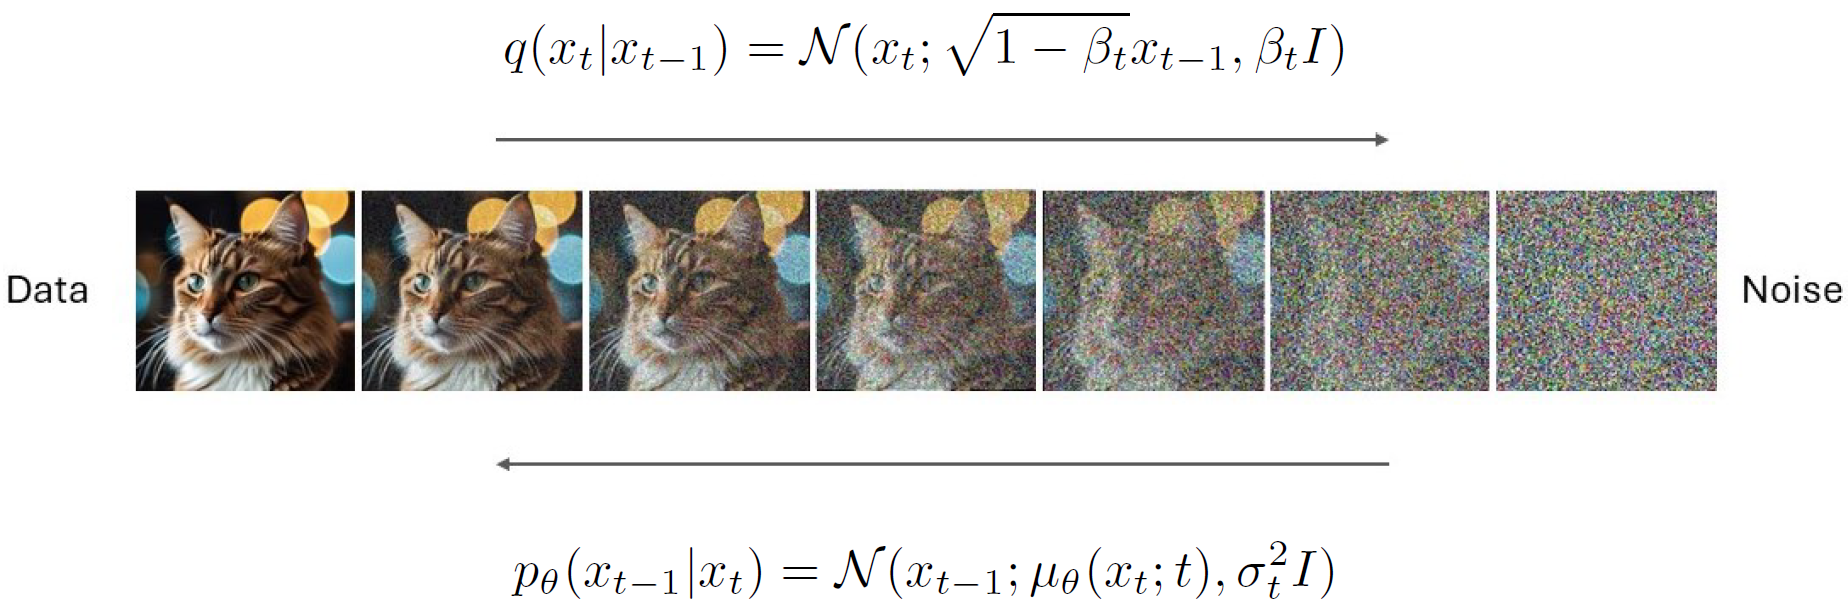 q(x_t|x_{t−1}) = 𝒩(x_t; √(1 − β_t)x_{t−1}, β_t I)
Data
Noise
p_θ(x_{t−1}|x_t) = 𝒩(x_{t−1}; μ_θ(x_t; t), σ_t^2 I)